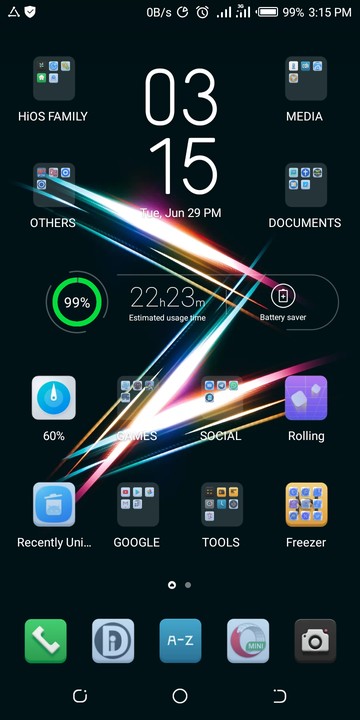 0B/s 3G 99% 3:15 PM
HiOS FAMILY
03
15
MEDIA
OTHERS
Tue, Jun 29 PM
DOCUMENTS
99%
22h23m
Estimated usage time
Battery saver
60%
GAMES
SOCIAL
Rolling
Recently Uni...
GOOGLE
TOOLS
Freezer
A-Z
MINI